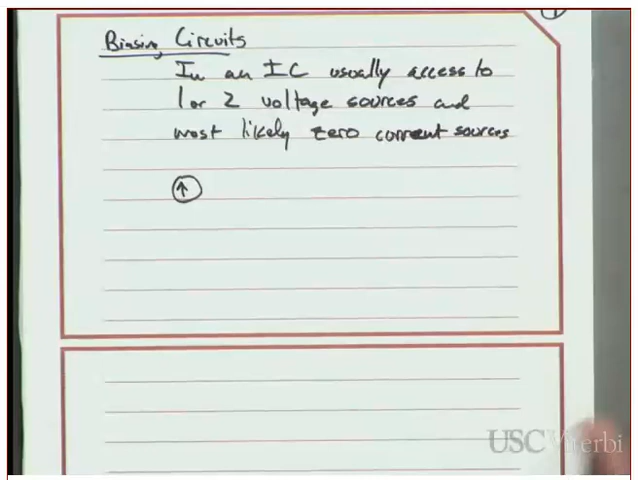 Biasing Circuits
In an IC usually access to
1 or 2 voltage sources and
most likely zero current sources
USC Viterbi